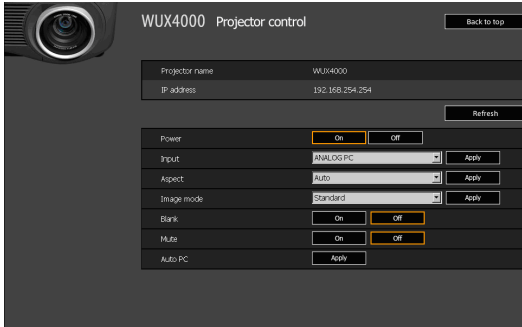 WUX4000 Projector control
Back to top
Projector name WUX4000
IP address 192.168.254.254
Refresh
Power On Off
Input ANALOG PC Apply
Aspect Auto Apply
Image mode Standard Apply
Blank On Off
Mute On Off
Auto PC Apply